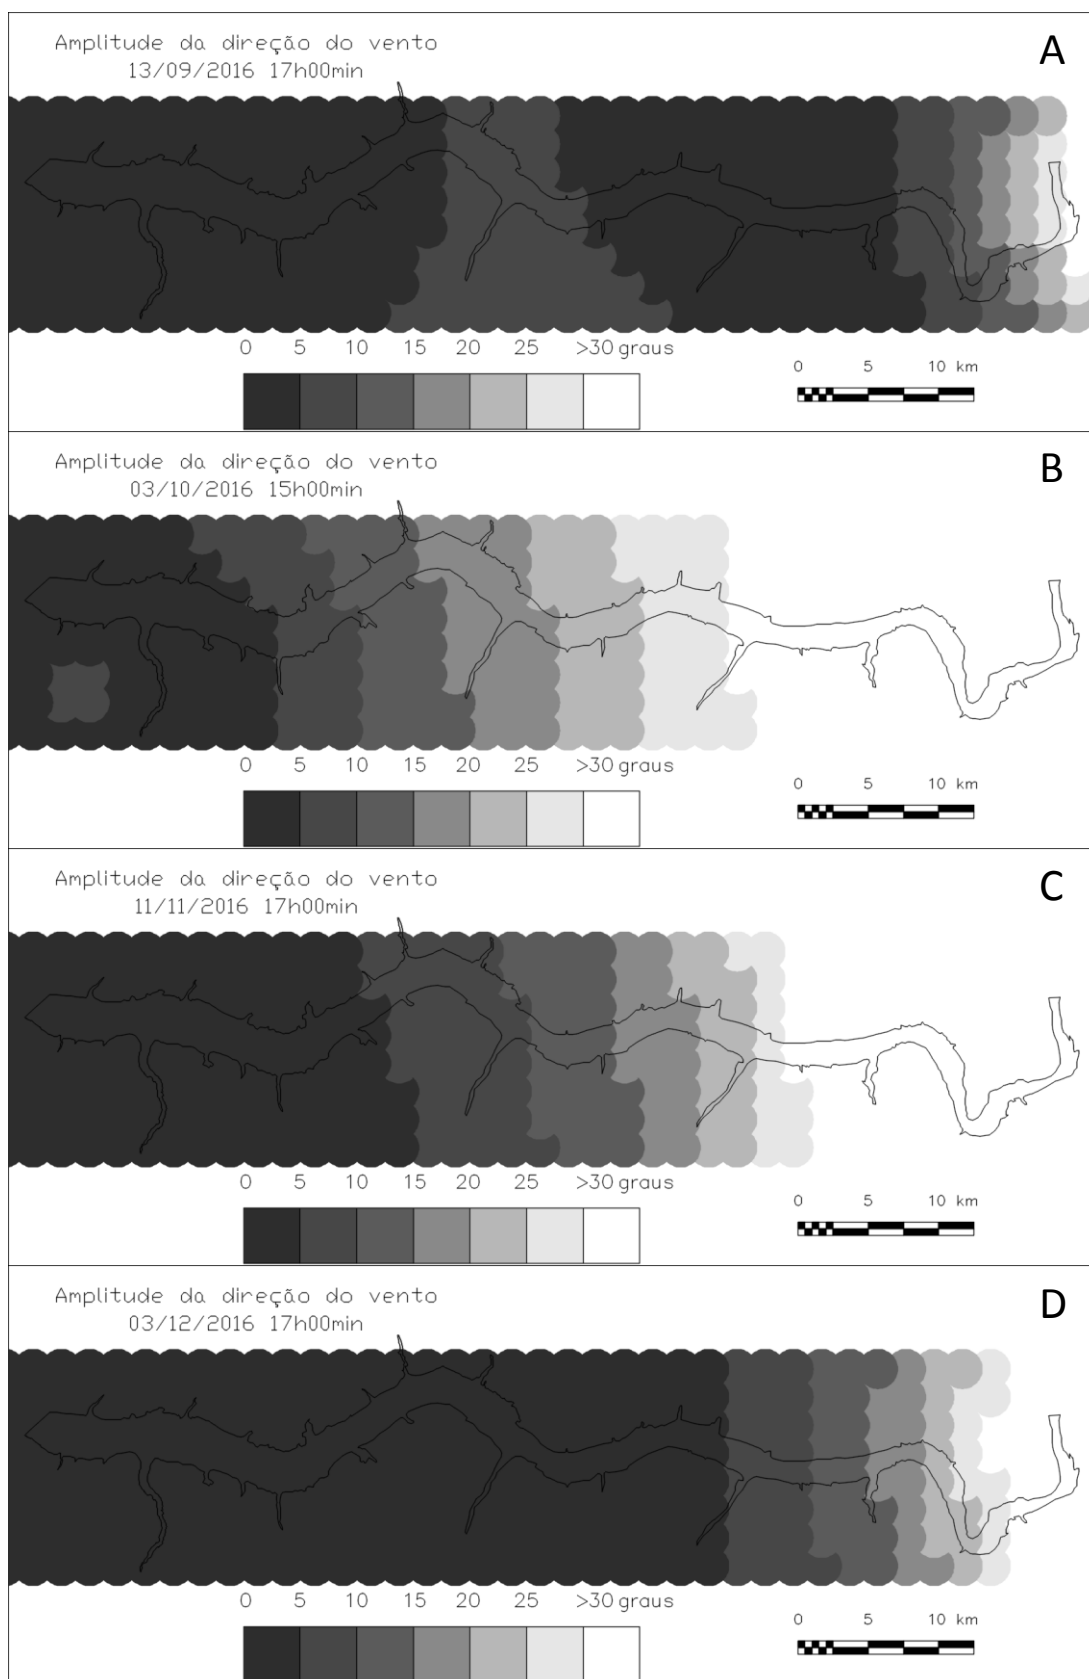 Amplitude da direção do vento
A
13/09/2016 17h00min
0 5 10 15 20 25 >30 graus
0 5 10 km
Amplitude da direção do vento
B
03/10/2016 15h00min
0 5 10 15 20 25 >30 graus
0 5 10 km
Amplitude da direção do vento
C
11/11/2016 17h00min
0 5 10 15 20 25 >30 graus
0 5 10 km
Amplitude da direção do vento
D
03/12/2016 17h00min
0 5 10 15 20 25 >30 graus
0 5 10 km